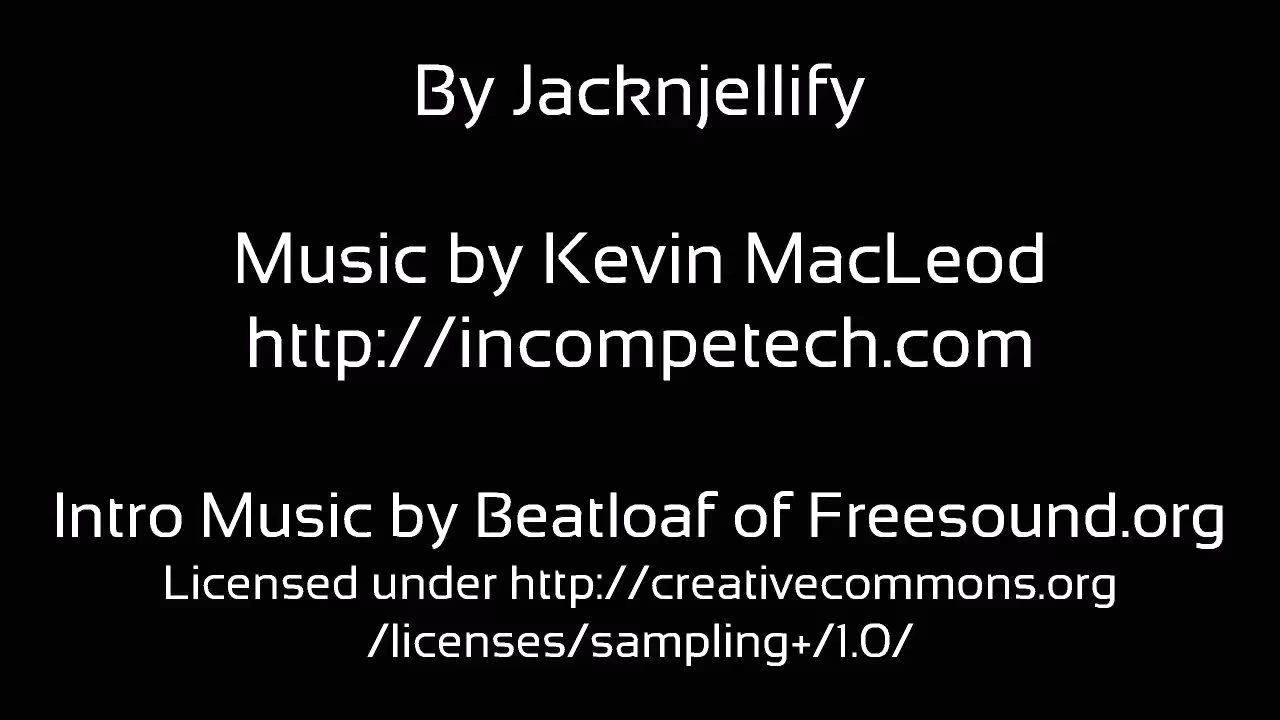 By Jacknjellify
Music by Kevin MacLeod
http://incompetech.com
Intro Music by Beatloaf of Freesound.org
Licensed under http://creativecommons.org
/licenses/sampling+/1.0/